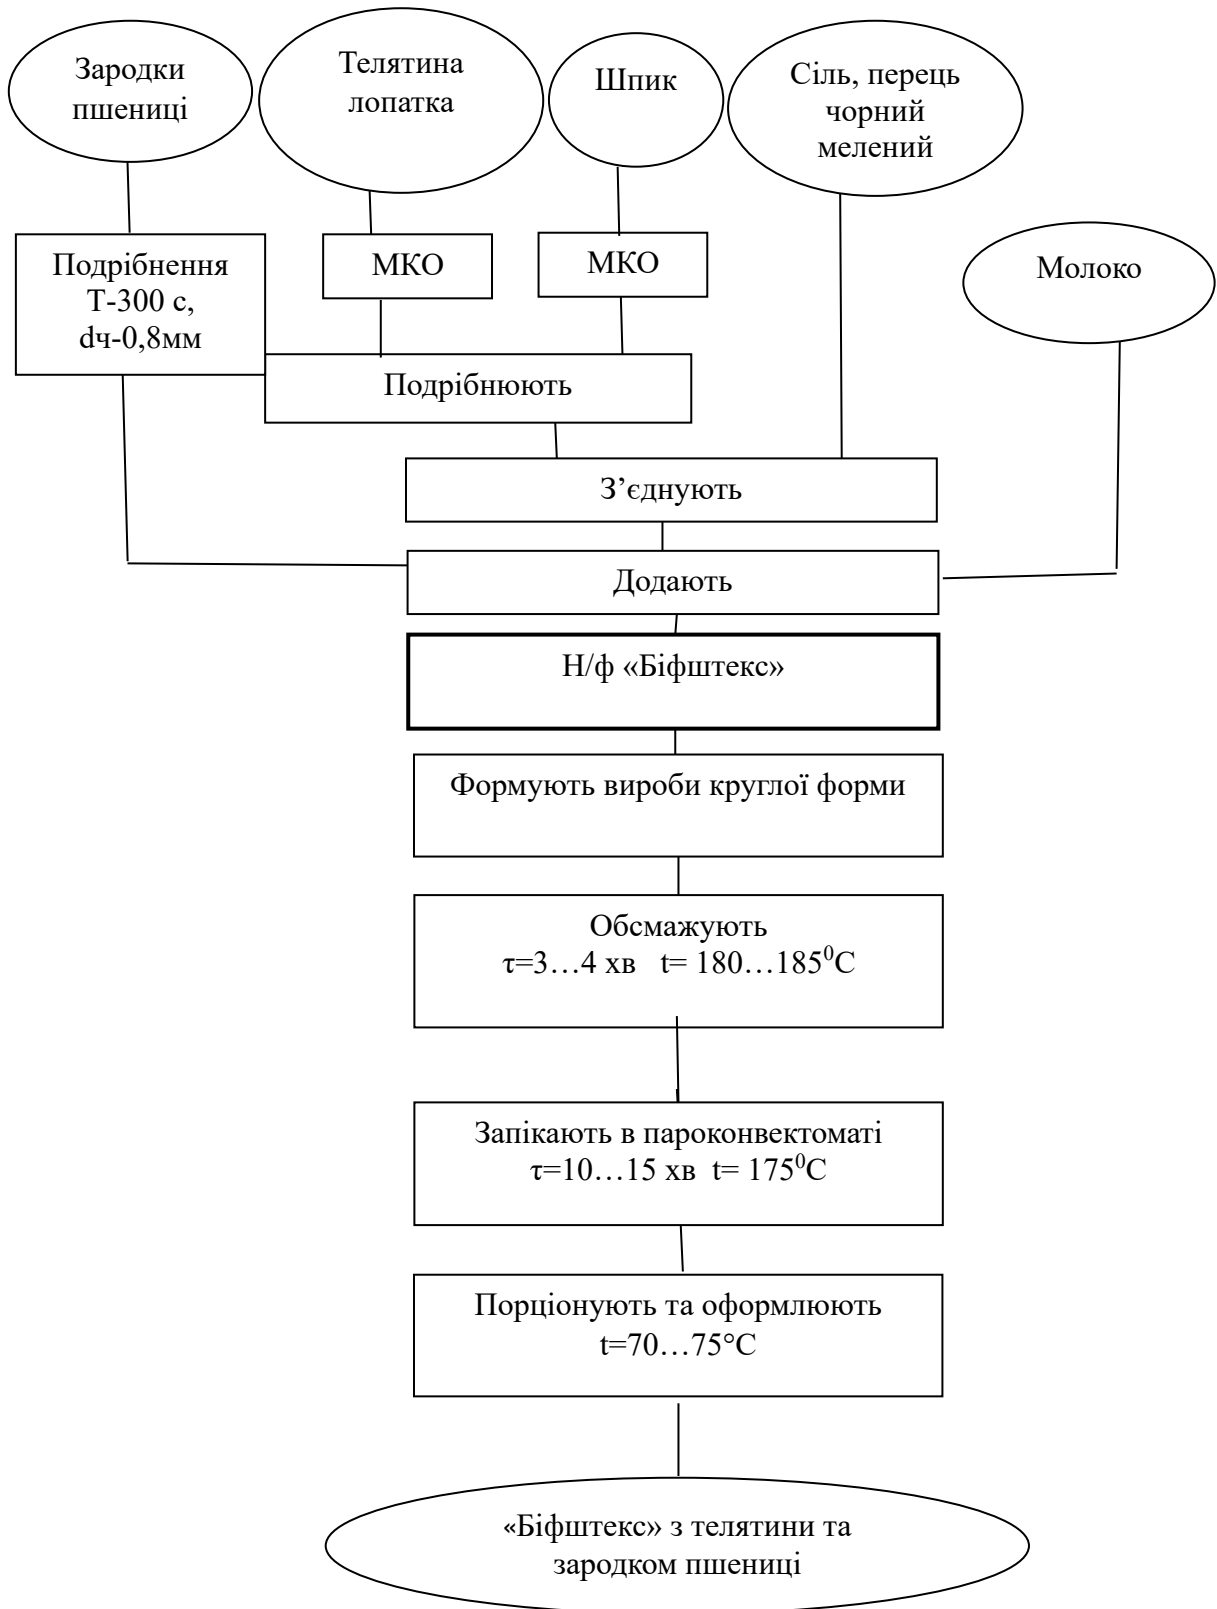 Зародки
пшениці
Телятина
лопатка
Шпик
Сіль, перець
чорний
мелений
Молоко
Подрібнення
Т-300 с,
dч-0,8мм
МКО
МКО
Подрібнюють
З’єднують
Додають
Н/ф «Біфштекс»
Формують вироби круглої форми
Обсмажують
τ=3…4 хв t= 180…185⁰С
Запікають в пароконвектоматі
τ=10…15 хв t= 175⁰С
Порціонують та оформлюють
t=70…75°С
«Біфштекс» з телятини та
зародком пшениці